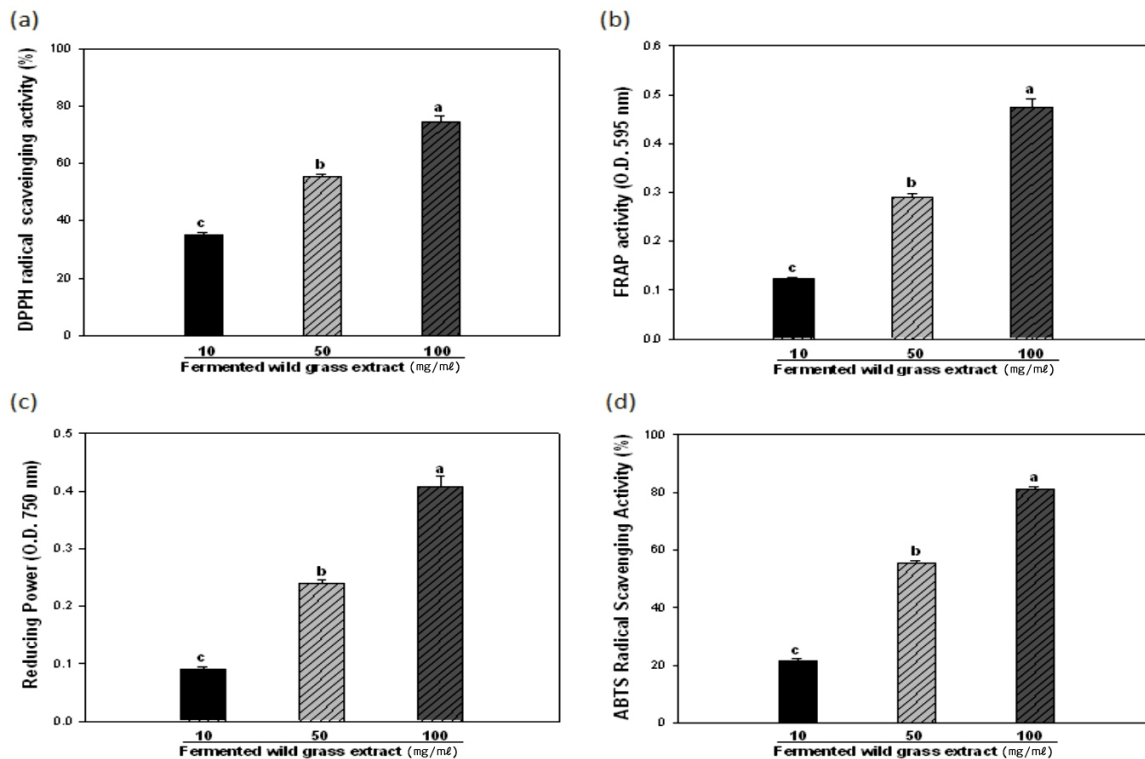 (a)
DPPH radical scaveinging activity (%)
100
80
60
40
20
0
c
b
a
10 50 100
Fermented wild grass extract (mg/mℓ)
(b)
FRAP activity (O.D. 595 nm)
0.6
0.5
0.4
0.3
0.2
0.1
0.0
c
b
a
10 50 100
Fermented wild grass extract (mg/mℓ)
(c)
Reducing Power (O.D. 750 nm)
0.5
0.4
0.3
0.2
0.1
0.0
c
b
a
10 50 100
Fermented wild grass extract (mg/mℓ)
(d)
ABTS Radical Scavenging Activity (%)
100
80
60
40
20
0
c
b
a
10 50 100
Fermented wild grass extract (mg/mℓ)